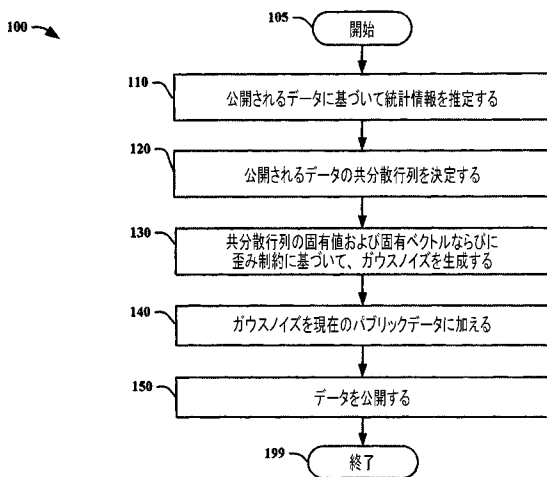 100
105
開始
110
公開されるデータに基づいて統計情報を推定する
120
公開されるデータの共分散行列を決定する
130
共分散行列の固有値および固有ベクトルならびに
歪み制約に基づいて、ガウスノイズを生成する
140
ガウスノイズを現在のパブリックデータに加える
150
データを公開する
199
終了